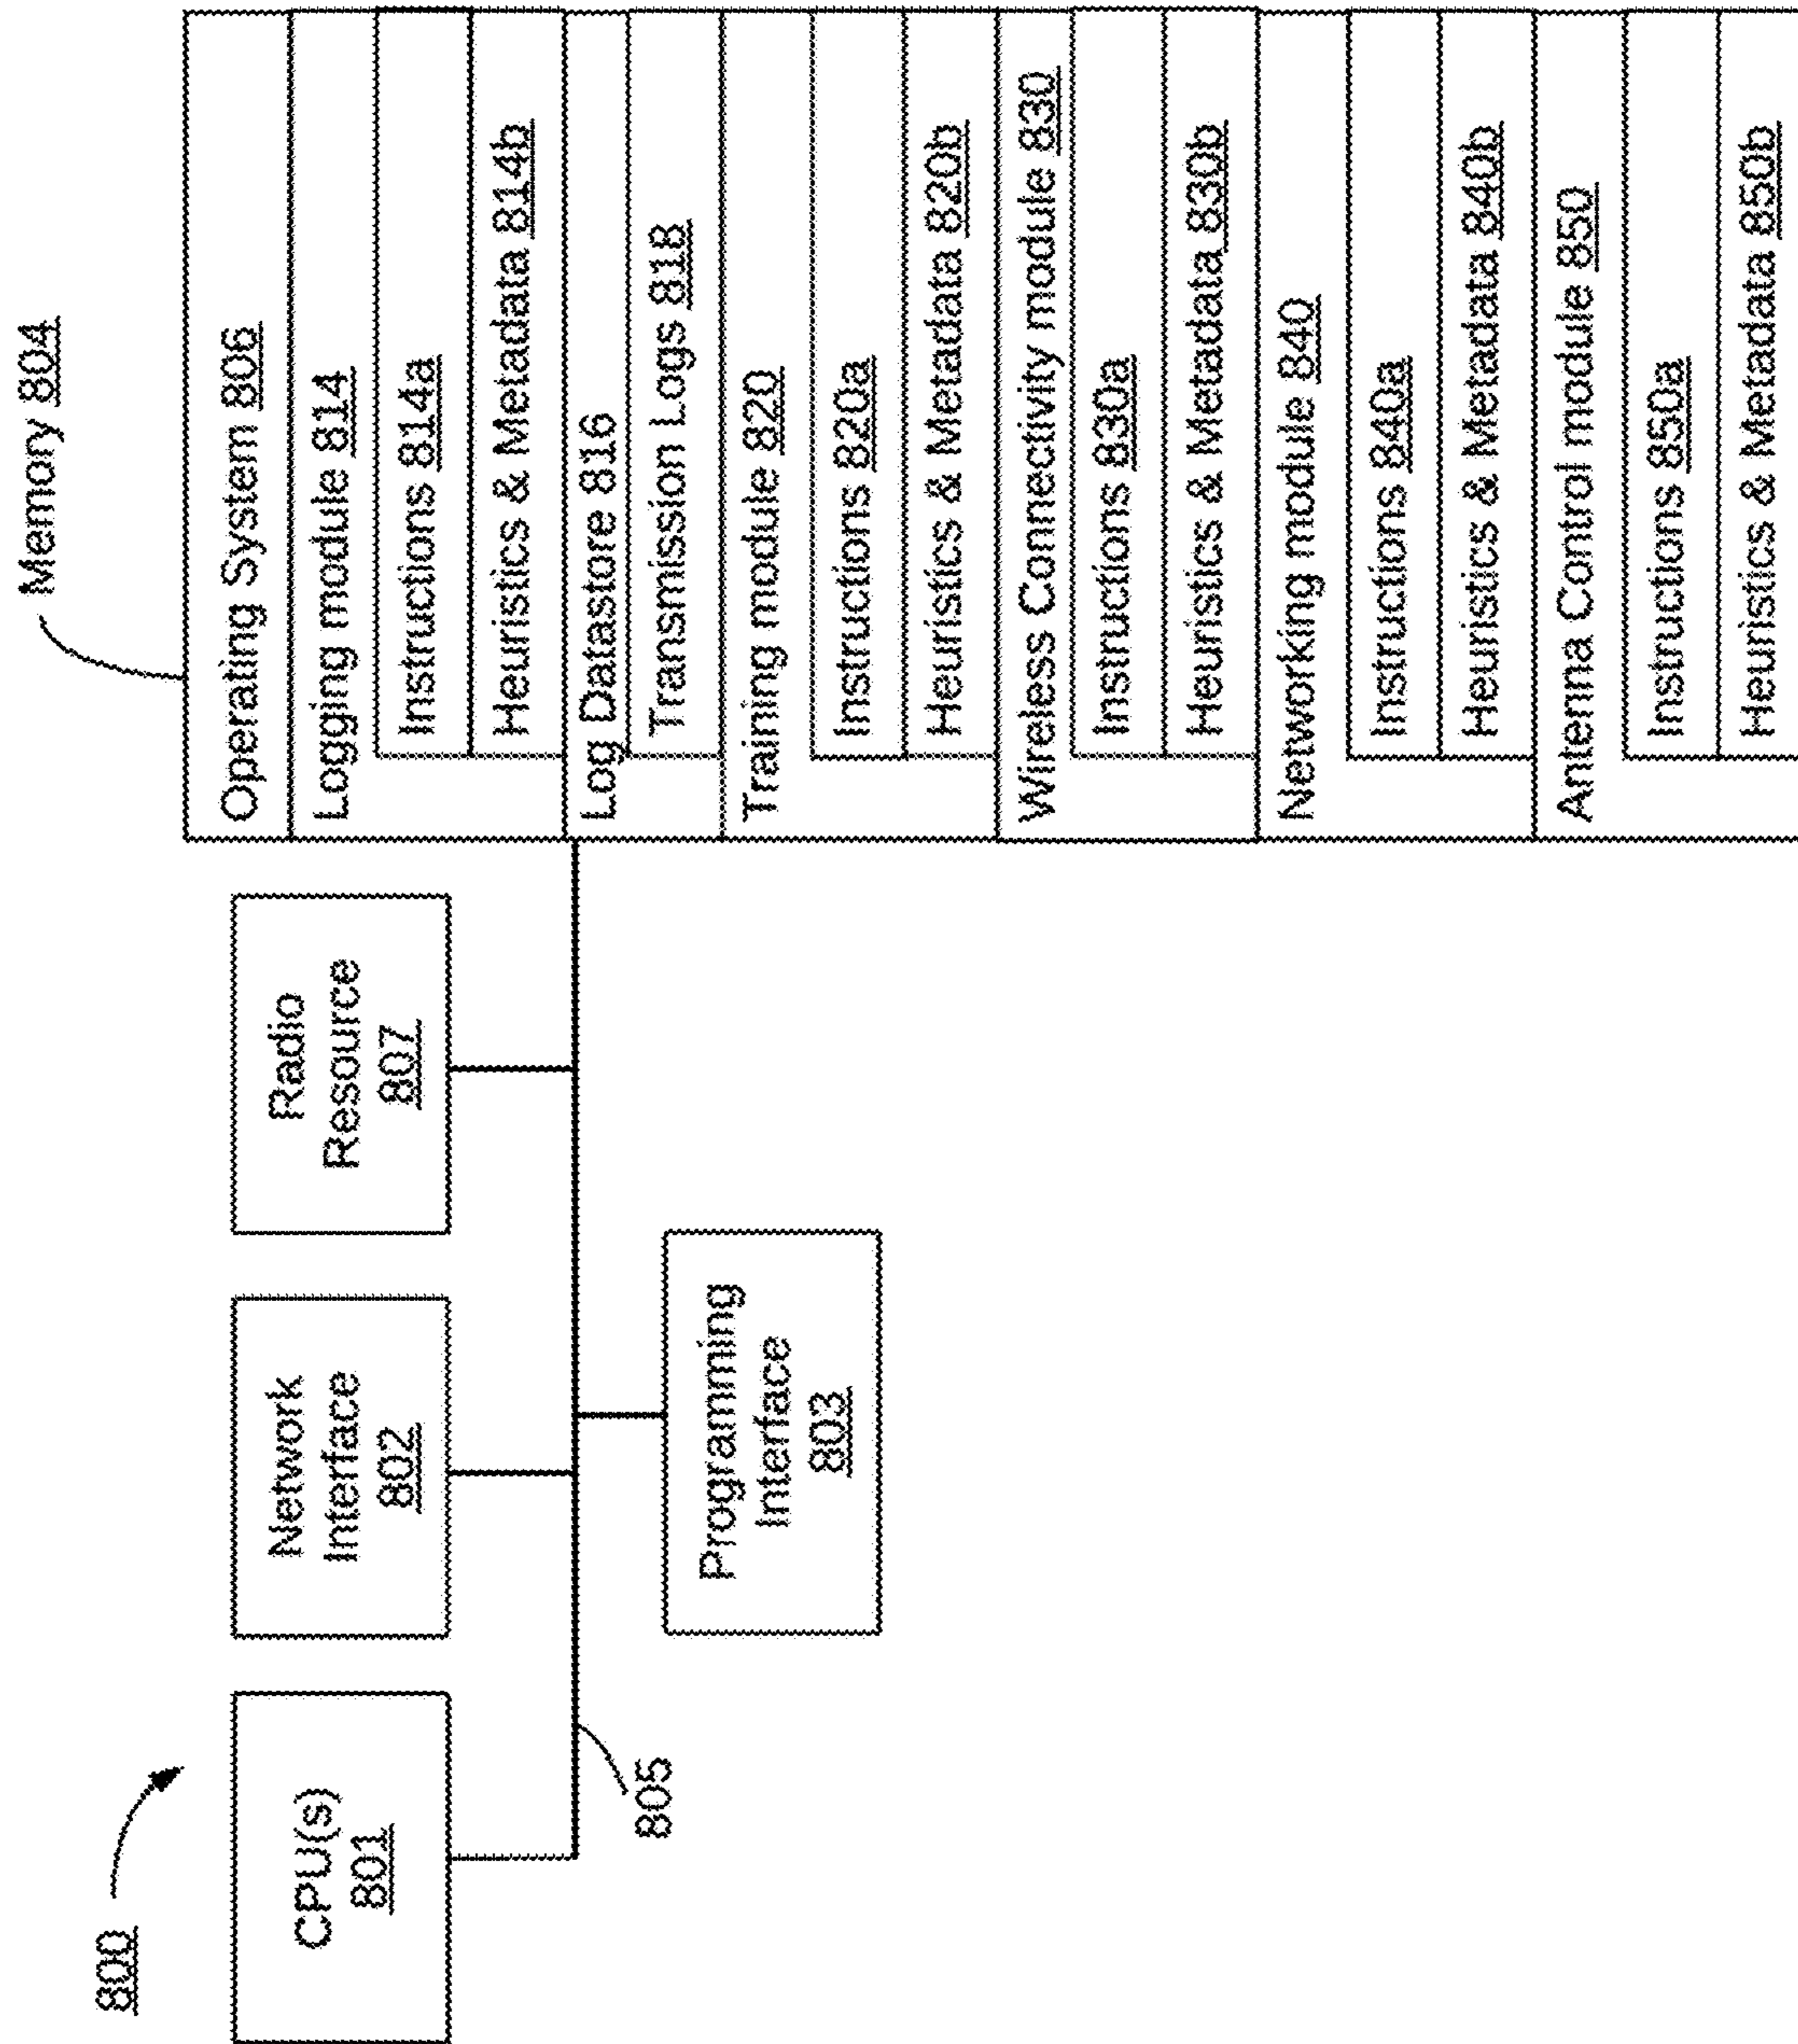 800
CPU(s)
801
Network
Interface
802
Radio
Resource
807
805
Programming
Interface
803
Memory 804
Operating System 806
Logging module 814
Instructions 814a
Heuristics & Metadata 814b
Log Datastore 816
Transmission Logs 818
Training module 820
Instructions 820a
Heuristics & Metadata 820b
Wireless Connectivity module 830
Instructions 830a
Heuristics & Metadata 830b
Networking module 840
Instructions 840a
Heuristics & Metadata 840b
Antenna Control module 850
Instructions 850a
Heuristics & Metadata 850b